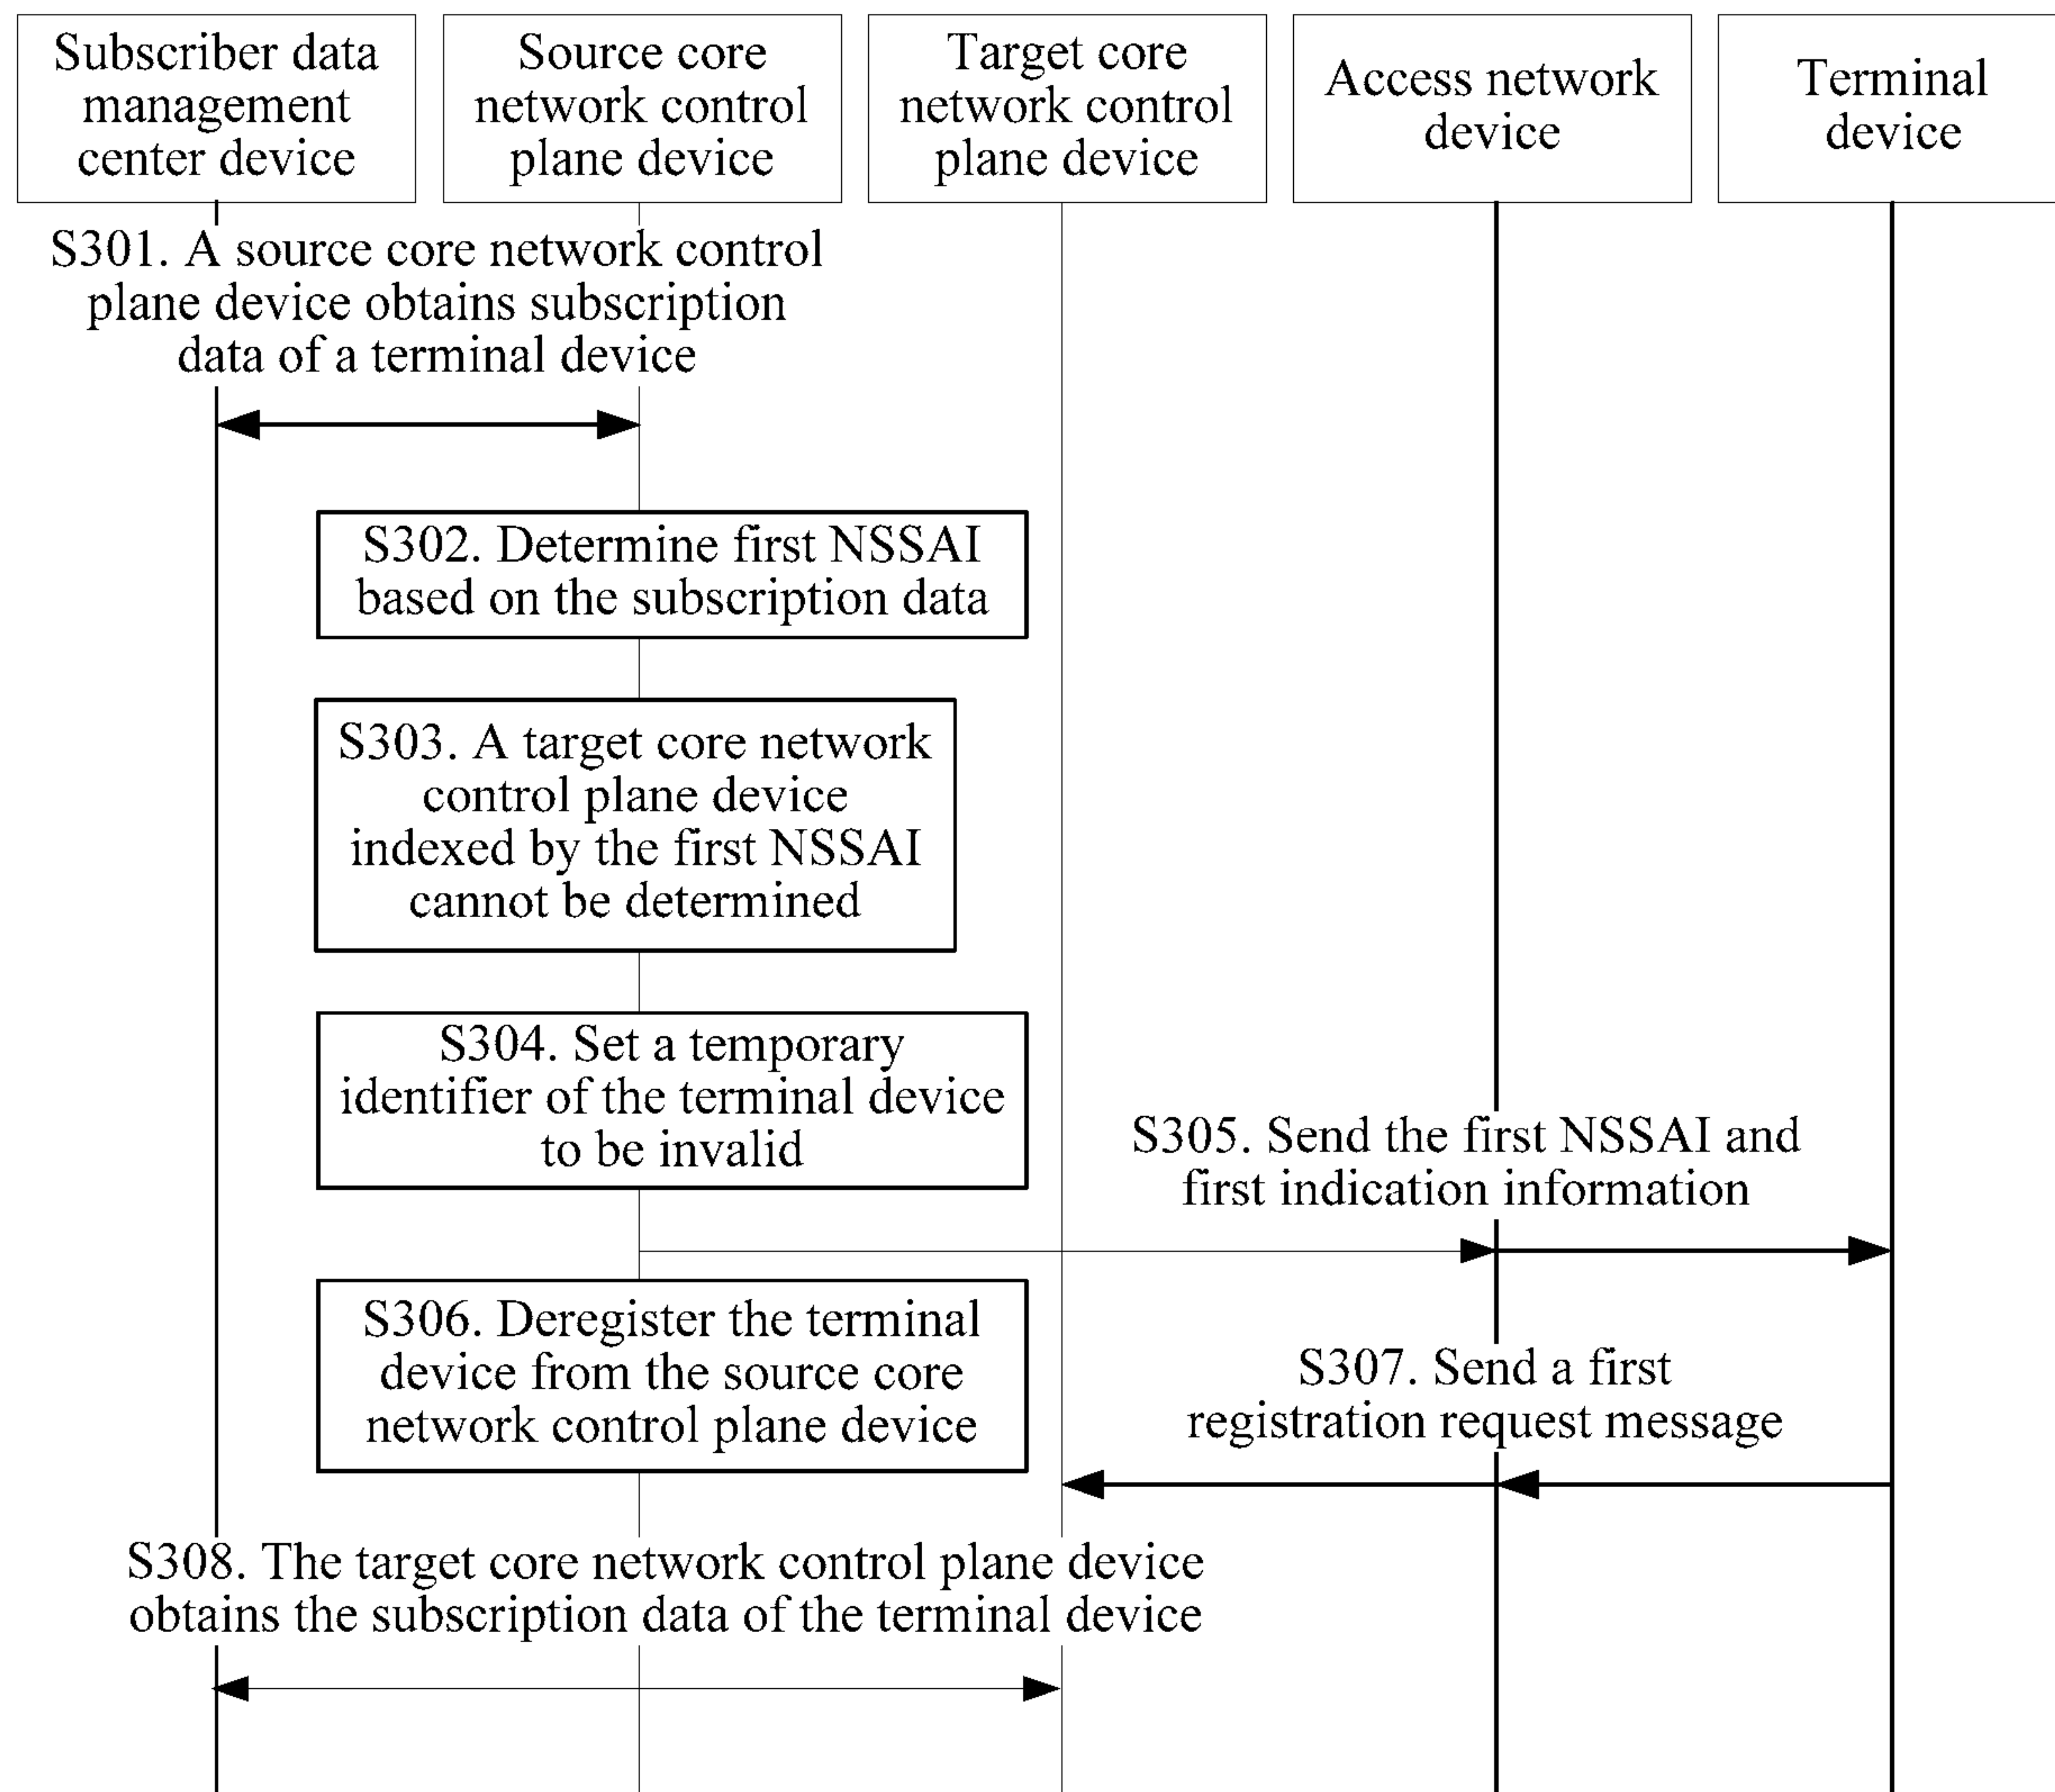 Subscriber data
management
center device
Source core
network control
plane device
Target core
network control
plane device
Access network
device
Terminal
device
S301. A source core network control
plane device obtains subscription
data of a terminal device
S302. Determine first NSSAI
based on the subscription data
S303. A target core network
control plane device
indexed by the first NSSAI
cannot be determined
S304. Set a temporary
identifier of the terminal device
to be invalid
S305. Send the first NSSAI and
first indication information
S306. Deregister the terminal
device from the source core
network control plane device
S307. Send a first
registration request message
S308. The target core network control plane device
obtains the subscription data of the terminal device